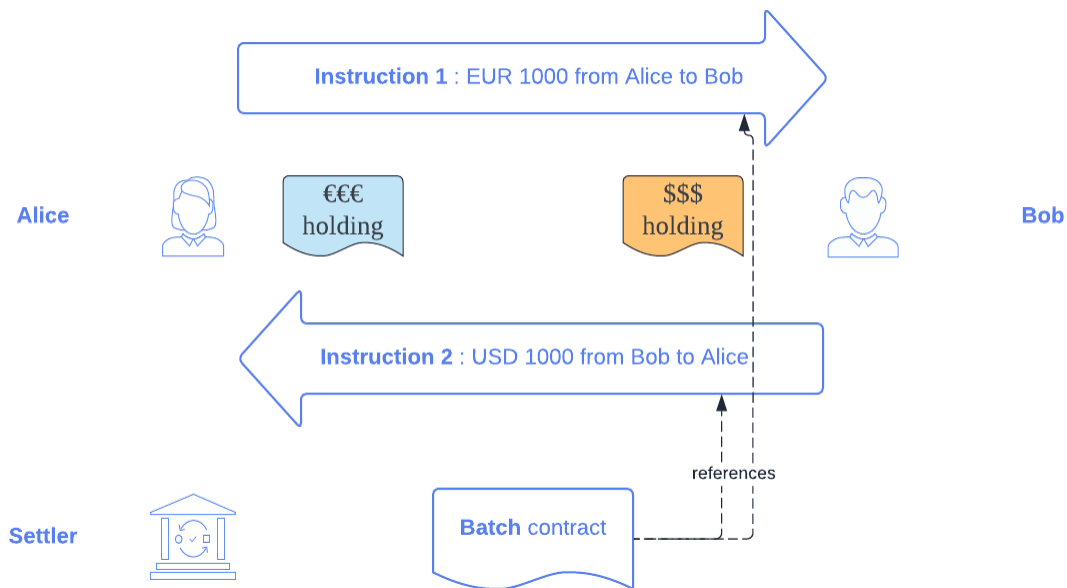 Instruction 1 : EUR 1000 from Alice to Bob
Alice
€€€
holding
$$$
holding
Bob
Instruction 2 : USD 1000 from Bob to Alice
references
Settler
Batch contract